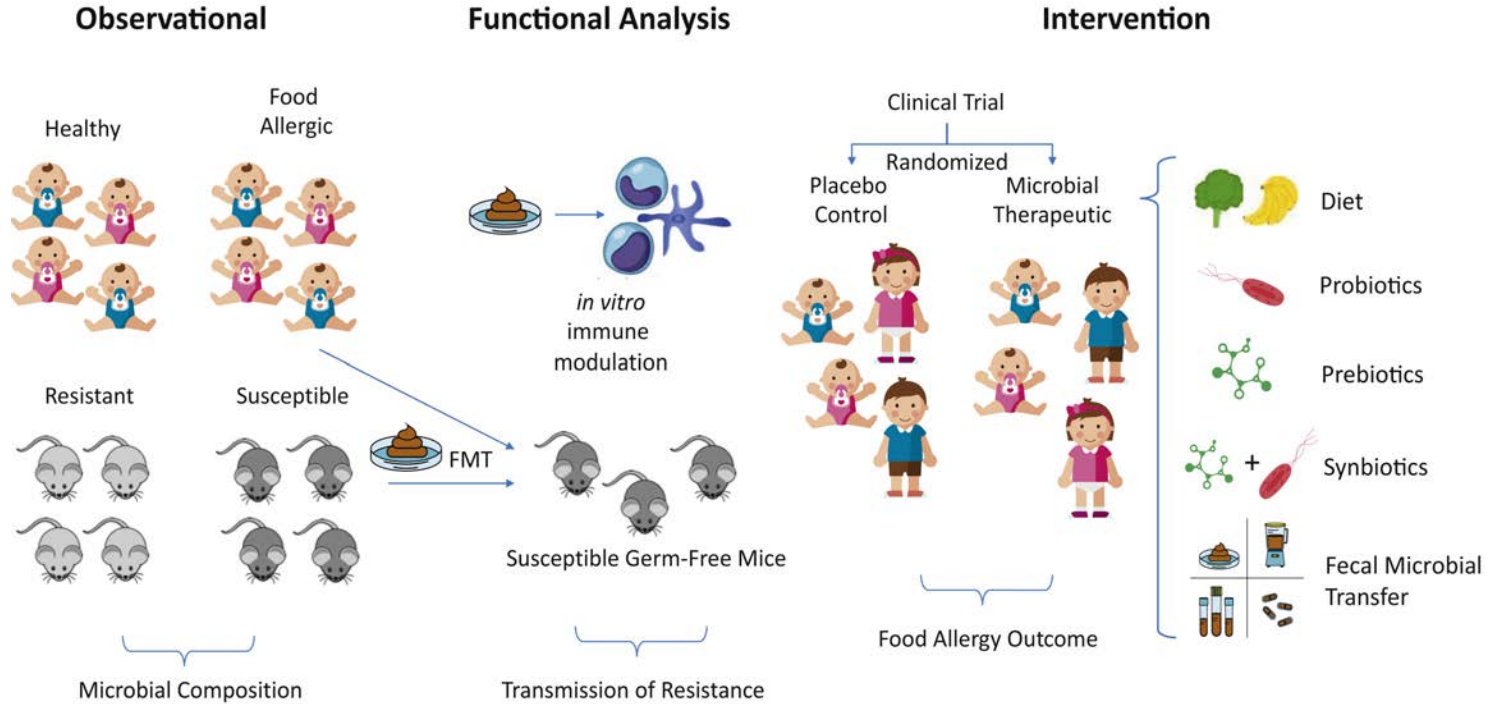 Observational
Healthy
Food
Allergic
Resistant
Susceptible
Microbial Composition
Functional Analysis
in vitro
immune
modulation
FMT
Susceptible Germ-Free Mice
Transmission of Resistance
Intervention
Clinical Trial
Randomized
Placebo
Control
Microbial
Therapeutic
Food Allergy Outcome
Diet
Probiotics
Prebiotics
+
Synbiotics
Fecal Microbial
Transfer